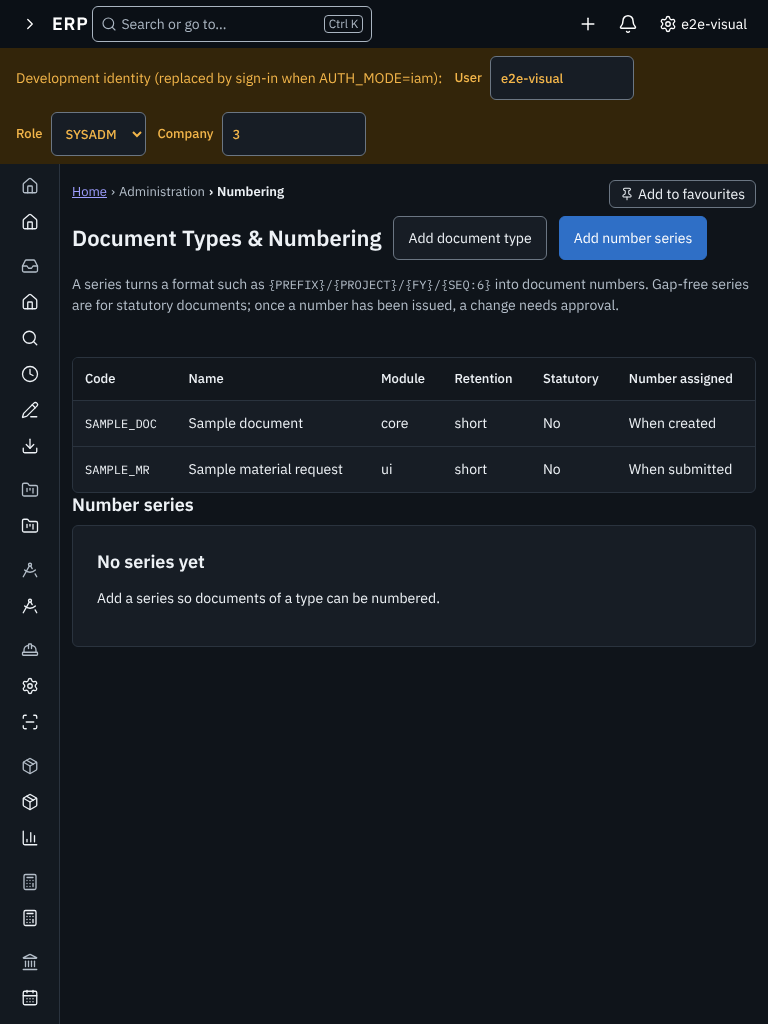 ERP Search or go to... Ctrl K e2e-visual
Development identity (replaced by sign-in when AUTH_MODE=iam): User e2e-visual
Role SYSADM Company 3
Home › Administration › Numbering Add to favourites
Document Types & Numbering Add document type Add number series
A series turns a format such as {PREFIX}/{PROJECT}/{FY}/{SEQ:6} into document numbers. Gap-free series
are for statutory documents; once a number has been issued, a change needs approval.
Code Name Module Retention Statutory Number assigned
SAMPLE_DOC Sample document core short No When created
SAMPLE_MR Sample material request ui short No When submitted
Number series
No series yet
Add a series so documents of a type can be numbered.